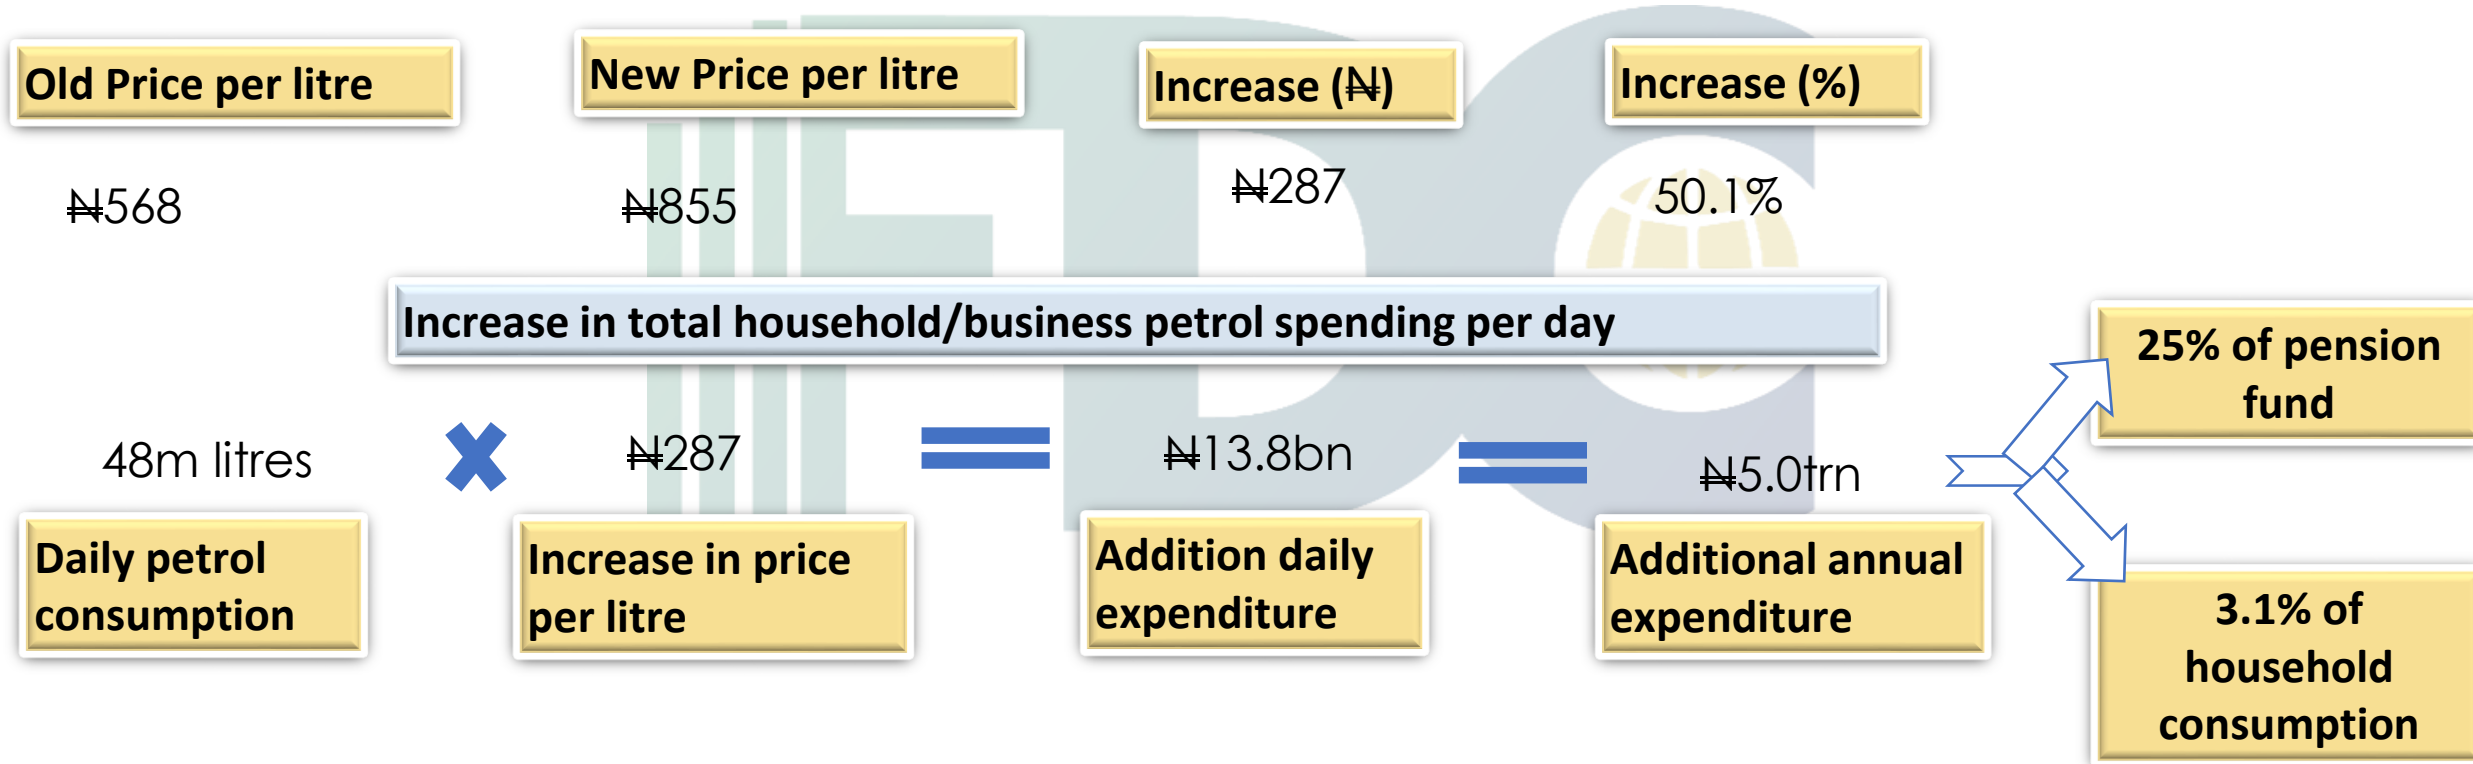 Old Price per litre
New Price per litre
Increase (₦)
Increase (%)
₦568
₦855
₦287
50.1%
Increase in total household/business petrol spending per day
48m litres
₦287
₦13.8bn
₦5.0trn
Daily petrol
consumption
Increase in price
per litre
Addition daily
expenditure
Additional annual
expenditure
25% of pension
fund
3.1% of
household
consumption
FDC